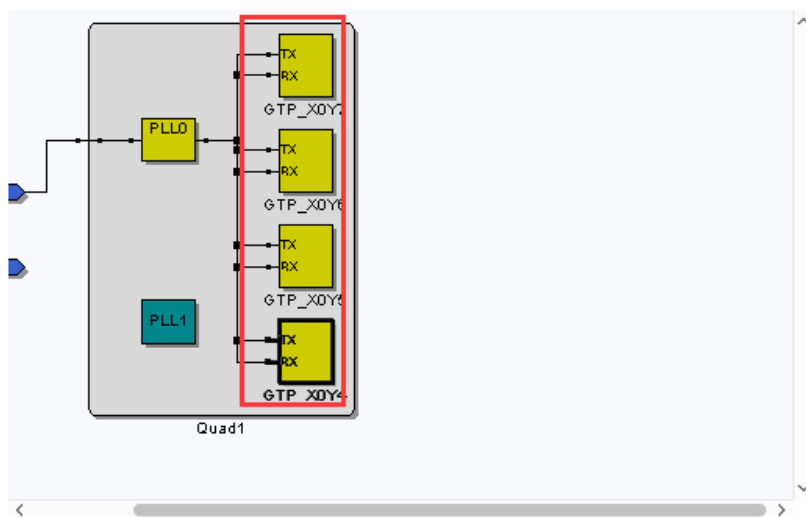 TX
RX
GTP_X0Y7
PLL0
TX
RX
GTP_X0Y6
TX
RX
GTP_X0Y5
PLL1
TX
RX
GTP_X0Y4
Quad1